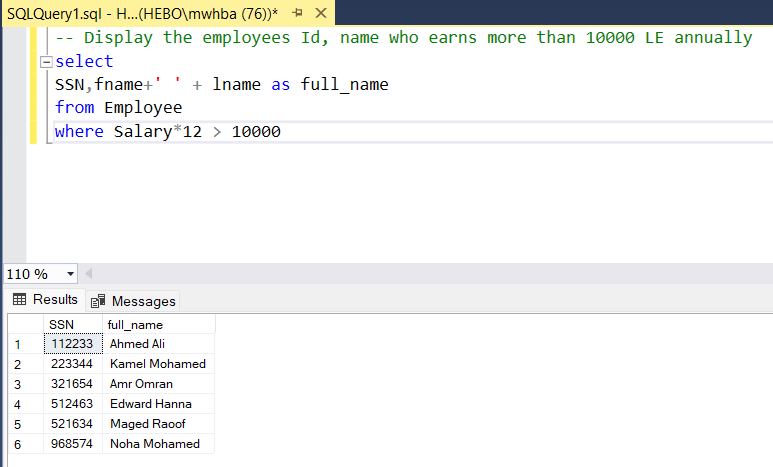 SQLQuery1.sql - H...(HEBO\mwhba (76))*
-- Display the employees Id, name who earns more than 10000 LE annually
select
SSN,fname+' ' + lname as full_name
from Employee
where Salary*12 > 10000
110 %
Results Messages
SSN full_name
1 112233 Ahmed Ali
2 223344 Kamel Mohamed
3 321654 Amr Omran
4 512463 Edward Hanna
5 521634 Maged Raoof
6 968574 Noha Mohamed